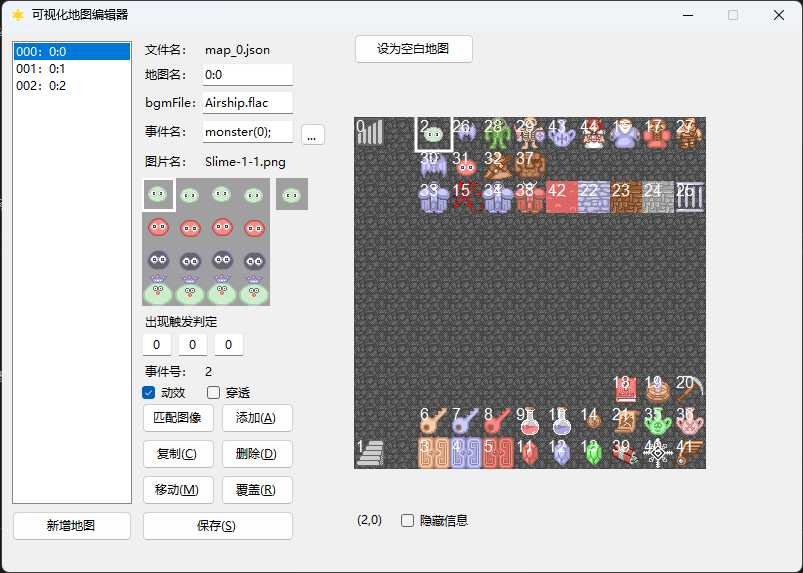 可视化地图编辑器
000：0:0
001：0:1
002：0:2
新增地图
文件名： map_0.json
地图名： 0:0
bgmFile： Airship.flac
事件名： monster(0); ...
图片名： Slime-1-1.png
出现触发判定
0 0 0
事件号： 2
动效 穿透
匹配图像 添加(A)
复制(C) 删除(D)
移动(M) 覆盖(R)
保存(S)
设为空白地图
0 2 26 28 29 43 44 11 17 27
30 31 32 37
33 15 34 38 42 22 23 24 25
18 19 20
6 7 8 9 10 14 21 35 36
1 3 4 5 11 12 13 39 40 41
(2,0) 隐藏信息